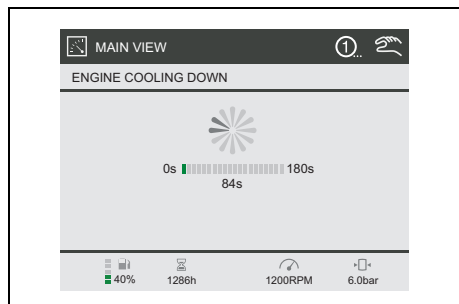 MAIN VIEW 1...
ENGINE COOLING DOWN
0s 180s
84s
40% 1286h 1200RPM 6.0bar